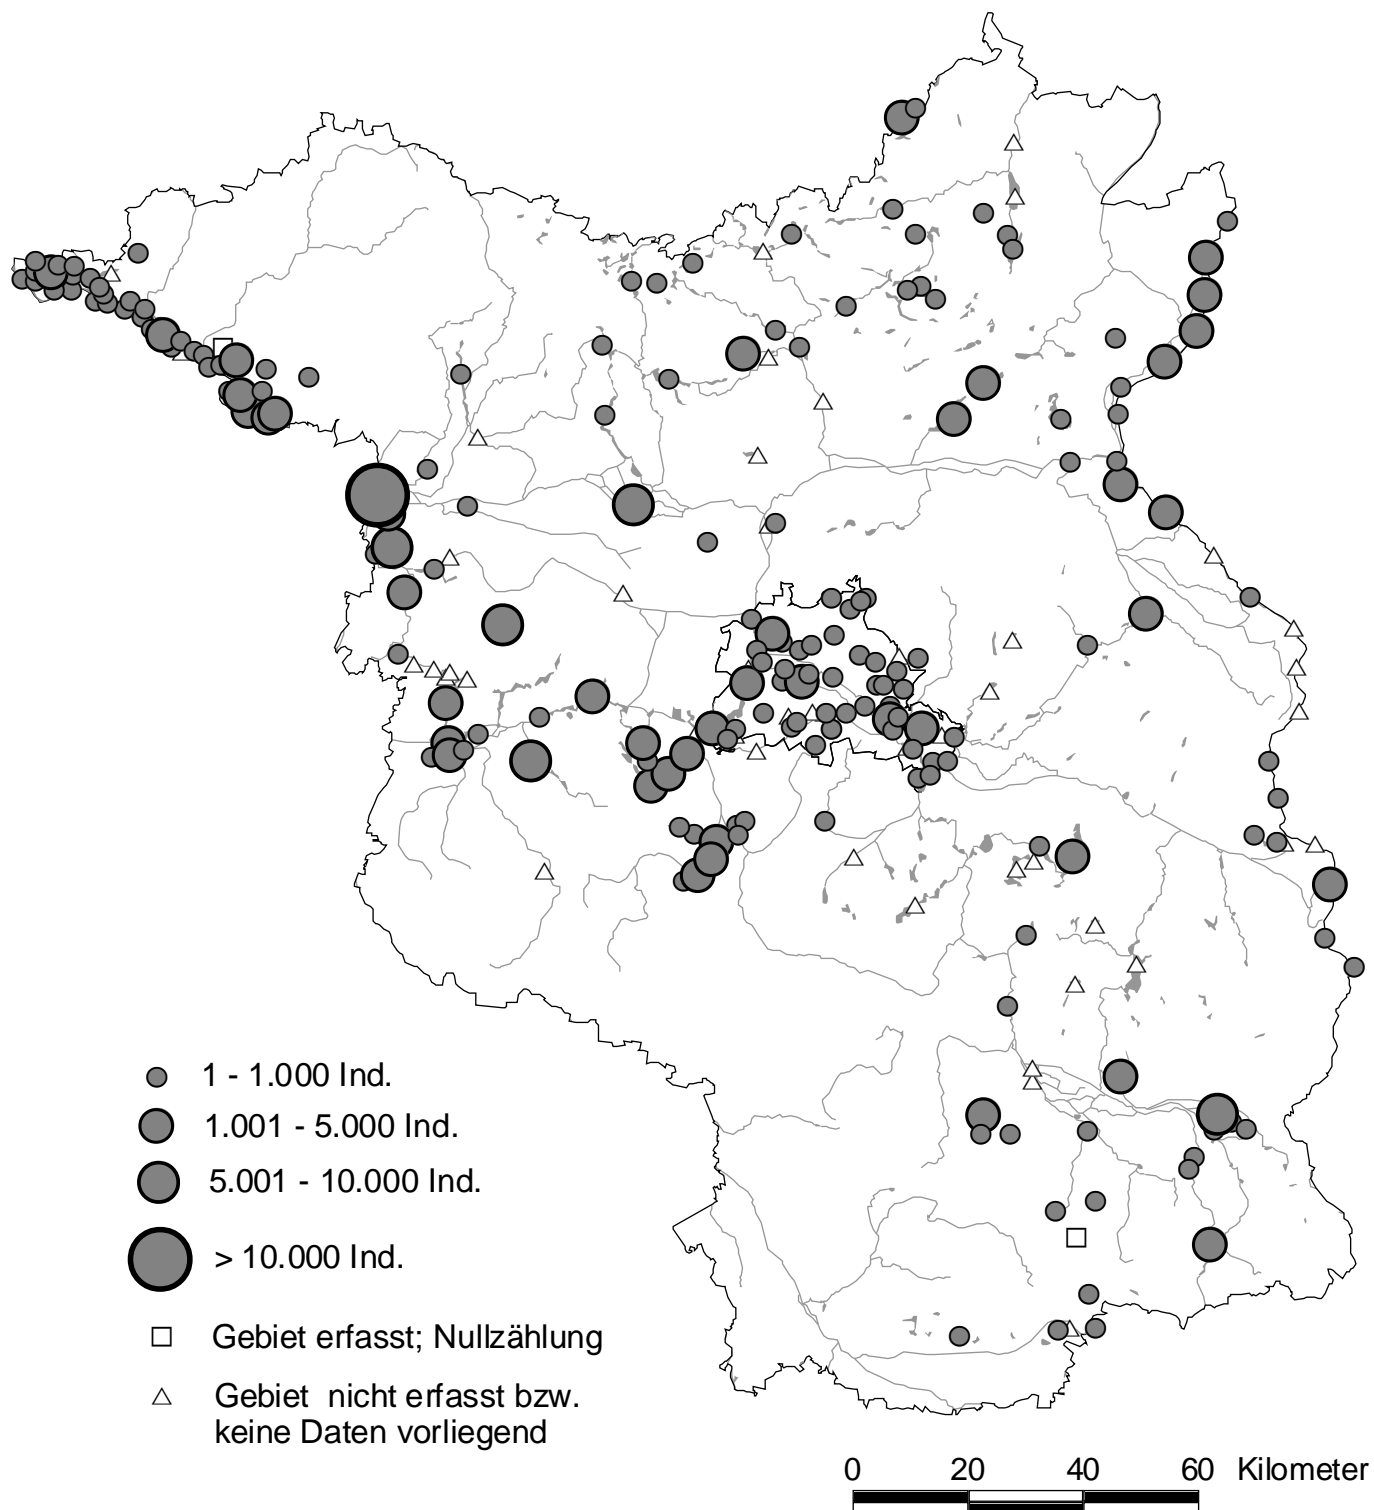 1 - 1.000 Ind.
1.001 - 5.000 Ind.
5.001 - 10.000 Ind.
> 10.000 Ind.
Gebiet erfasst; Nullzählung
Gebiet nicht erfasst bzw.
keine Daten vorliegend
0 20 40 60 Kilometer